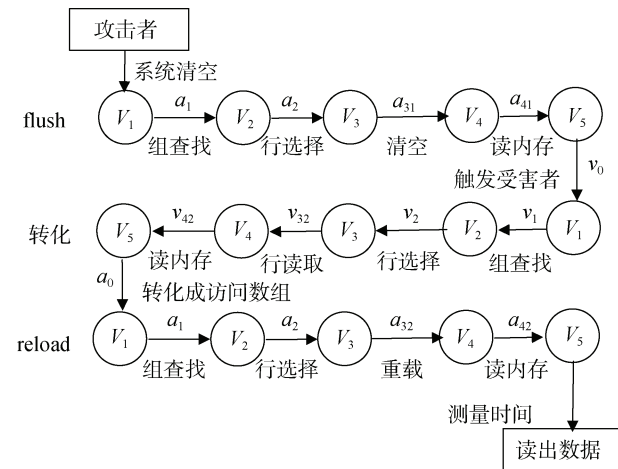 攻击者
系统清空
flush V1 a1 V2 a2 V3 a31 V4 a41 V5
组查找 行选择 清空 读内存
触发受害者 v0
转化 V5 v42 V4 v32 V3 v2 V2 v1 V1
读内存 行读取 行选择 组查找
a0 转化成访问数组
reload V1 a1 V2 a2 V3 a32 V4 a42 V5
组查找 行选择 重载 读内存
测量时间
读出数据